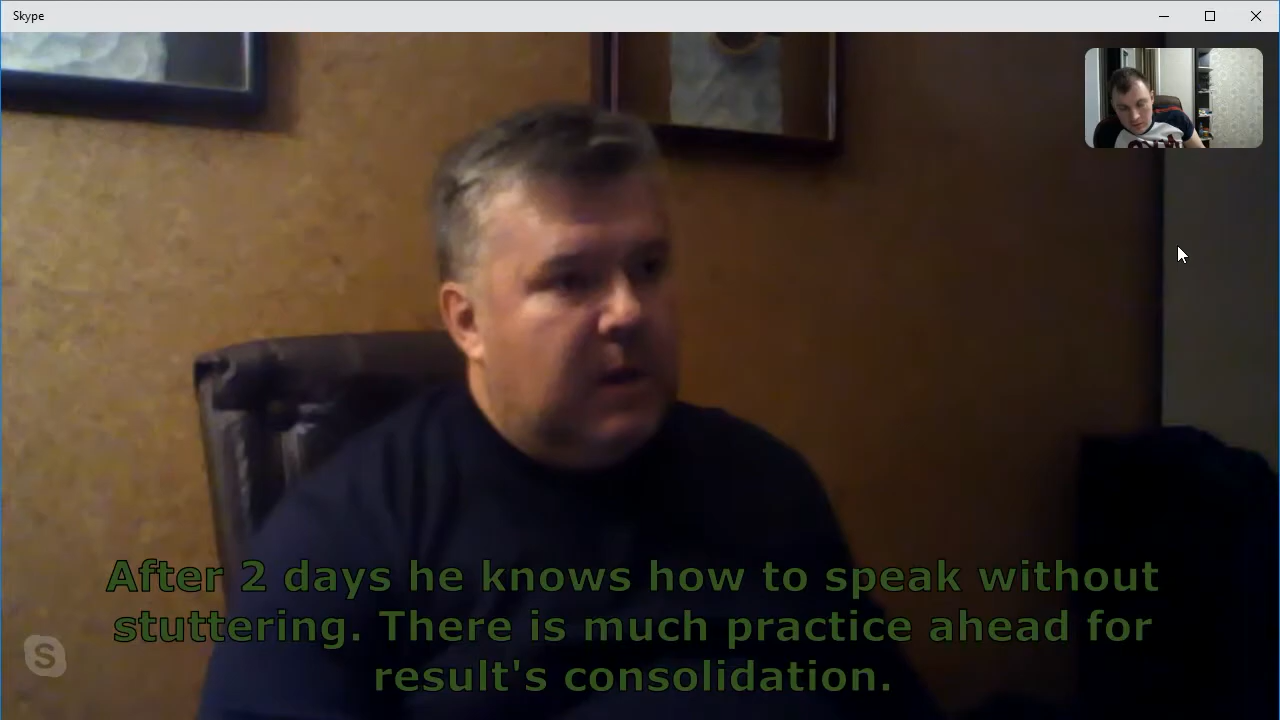 Skype
After 2 days he knows how to speak without
stuttering. There is much practice ahead for
result's consolidation.
S